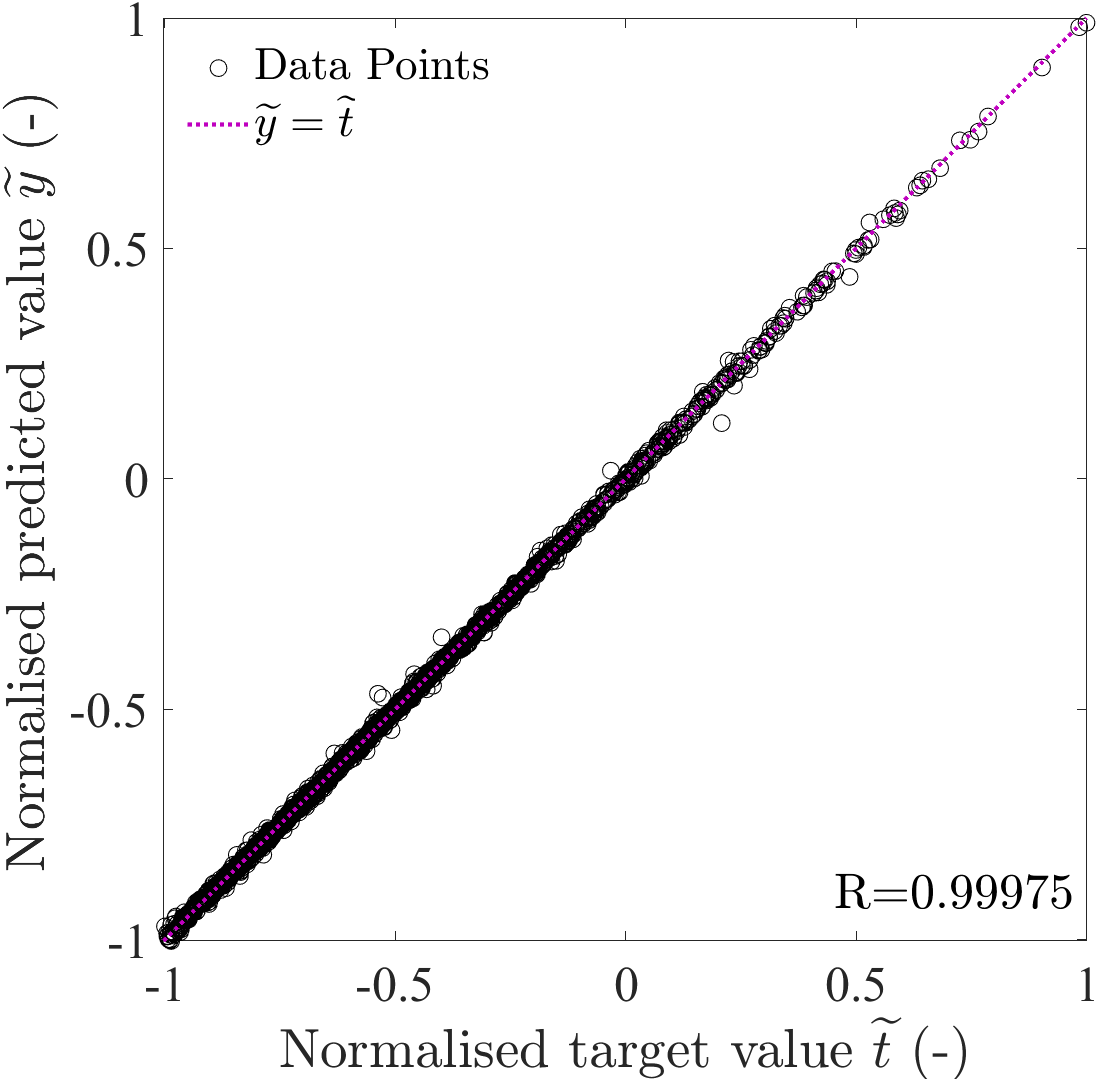 Data Points
ỹ = t̃
Normalised predicted value ỹ (-)
1
0.5
0
-0.5
-1
R=0.99975
-1
-0.5
0
0.5
1
Normalised target value t̃ (-)